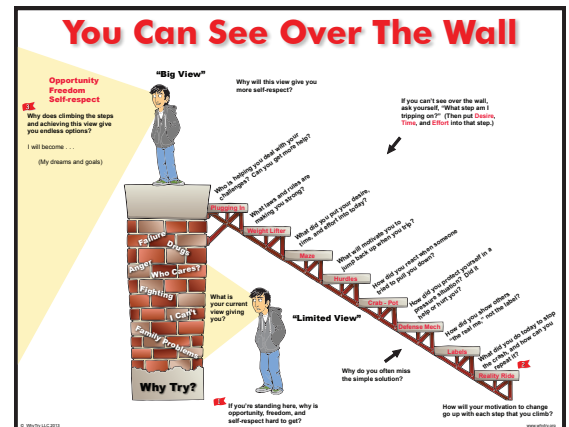 You Can See Over The Wall
Opportunity
Freedom
Self-respect
3
Why does climbing the steps
and achieving this view give
you endless options?
I will become . . .
(My dreams and goals)
"Big View"
Why will this view give you
more self-respect?
If you can't see over the wall,
ask yourself, "What step am I
tripping on?" (Then put Desire,
Time, and Effort into that step.)
Who is helping you deal with your
challenges? Can you get more help?
Plugging In
What laws and rules are
making you strong?
Weight Lifter
What did you put your desire,
time, and effort into today?
Maze
What will motivate you to
jump back up when you trip?
Hurdles
How did you react when someone
tried to pull you down?
Crab - Pot
How did you protect yourself in a
pressure situation? Did it
help or hurt you?
Defense Mech
How did you show others
"the real me," not the label?
Labels
What did you do today to stop
the crash, and how can you
repeat it?
Reality Ride
2
Failure
Drugs
Anger
Who Cares?
Fighting
I Can't
Family Problems
Why Try?
What is
your current
view giving
you?
"Limited View"
1
If you're standing here, why is
opportunity, freedom, and
self-respect hard to get?
Why do you often miss
the simple solution?
How will your motivation to change
go up with each step that you climb?
© WhyTry LLC 2013
www.whytry.org